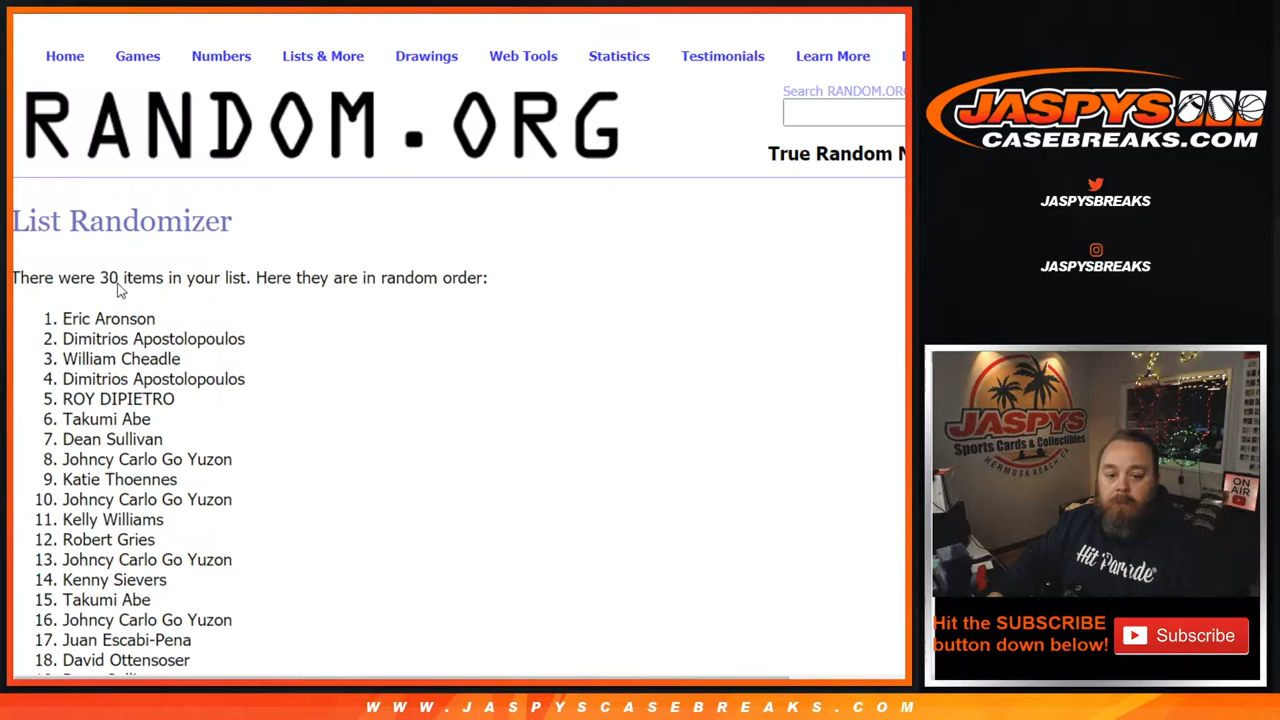 Home Games Numbers Lists & More Drawings Web Tools Statistics Testimonials Learn More
Search RANDOM.ORG
RANDOM.ORG
True Random N
List Randomizer
There were 30 items in your list. Here they are in random order:
1. Eric Aronson
2. Dimitrios Apostolopoulos
3. William Cheadle
4. Dimitrios Apostolopoulos
5. ROY DIPIETRO
6. Takumi Abe
7. Dean Sullivan
8. Johncy Carlo Go Yuzon
9. Katie Thoennes
10. Johncy Carlo Go Yuzon
11. Kelly Williams
12. Robert Gries
13. Johncy Carlo Go Yuzon
14. Kenny Sievers
15. Takumi Abe
16. Johncy Carlo Go Yuzon
17. Juan Escabi-Pena
18. David Ottensoser
JASPYS
CASEBREAKS.COM
JASPYSBREAKS
JASPYSBREAKS
JASPYS
Sports Cards & Collectibles
HERMOSA BEACH CA
ON
AIR
Hit Parade
Hit the SUBSCRIBE
button down below!
Subscribe
WWW.JASPYSCASEBREAKS.COM